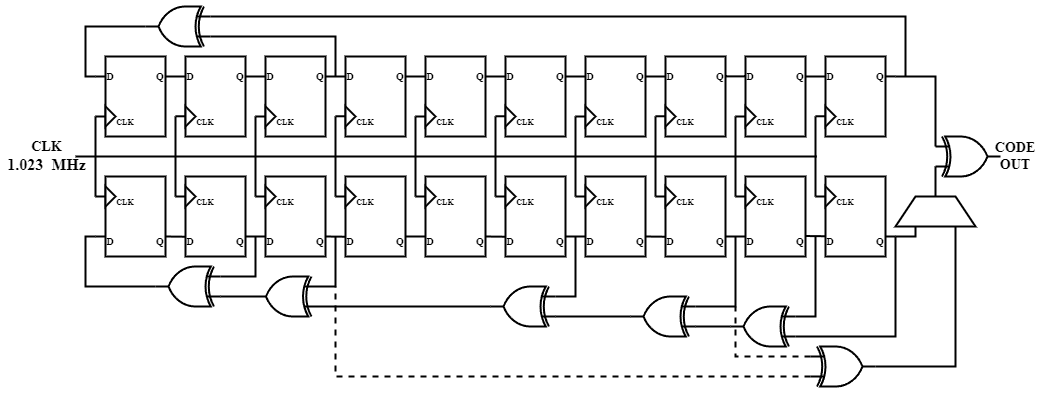 D Q D Q D Q D Q D Q D Q D Q D Q D Q D Q
CLK CLK CLK CLK CLK CLK CLK CLK CLK CLK
CLK
1.023 MHz
CODE
OUT
CLK CLK CLK CLK CLK CLK CLK CLK CLK CLK
D Q D Q D Q D Q D Q D Q D Q D Q D Q D Q